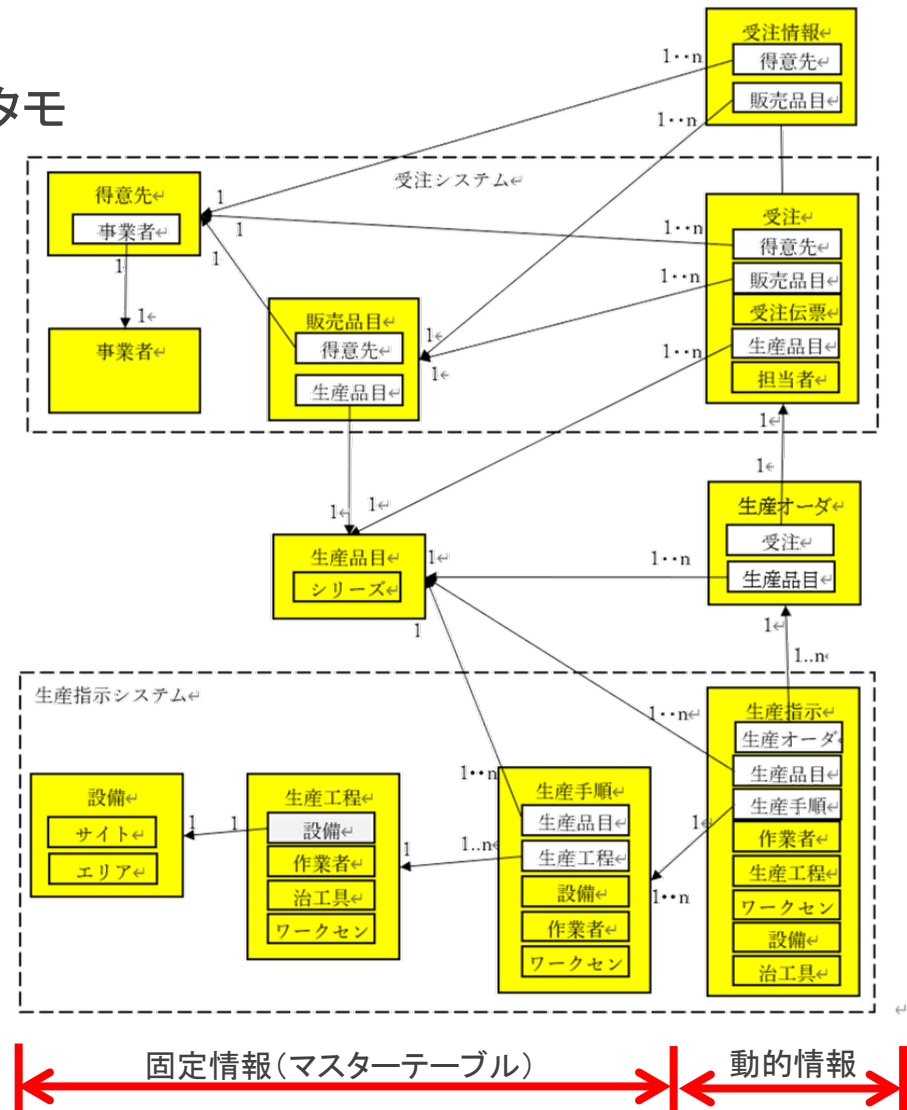 タモ
受注情報↵
得意先↵
販売品目↵
1‥n
1‥n
受注システム↵
得意先↵
事業者↵
1
1↵
事業者↵
1
1
1
販売品目↵
得意先↵
生産品目↵
1↵
1↵
受注↵
得意先↵
販売品目↵
受注伝票↵
生産品目↵
担当者↵
1‥n
1‥n
1‥n
1↵
1↵
1↵
1↵
生産オーダ↵
受注↵
生産品目↵
生産品目↵
シリーズ↵
1↵
1‥n
1
1↵
1..n↵
生産指示システム↵
1‥n↵
生産指示↵
生産オーダ↵
生産品目↵
生産手順↵
作業者↵
生産工程↵
ワークセン
設備↵
治工具↵
設備↵
サイト↵
エリア↵
1
1
生産工程↵
設備↵
作業者↵
治工具↵
ワークセン
1
1..n↵
1‥n
生産手順↵
生産品目↵
生産工程↵
設備↵
作業者↵
ワークセン
1
1‥n
↵
固定情報(マスターテーブル)
動的情報